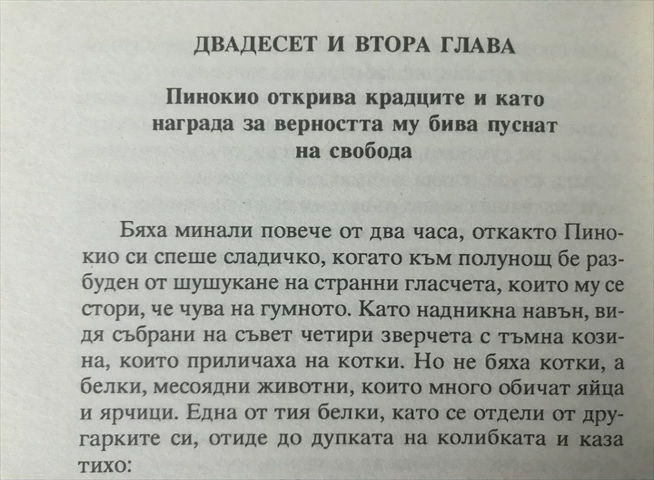 ДВАДЕСЕТ И ВТОРА ГЛАВА
Пинокио открива крадците и като
награда за верността му бива пуснат
на свобода
Бяха минали повече от два часа, откакто Пино-
кио си спеше сладичко, когато към полунощ бе раз-
буден от шушукане на странни гласчета, които му се
стори, че чува на гумното. Като надникна навън, ви-
дя събрани на съвет четири зверчета с тъмна кози-
на, които приличаха на котки. Но не бяха котки, а
белки, месоядни животни, които много обичат яйца
и ярчици. Една от тия белки, като се отдели от дру-
гарките си, отиде до дупката на колибката и каза
тихо: